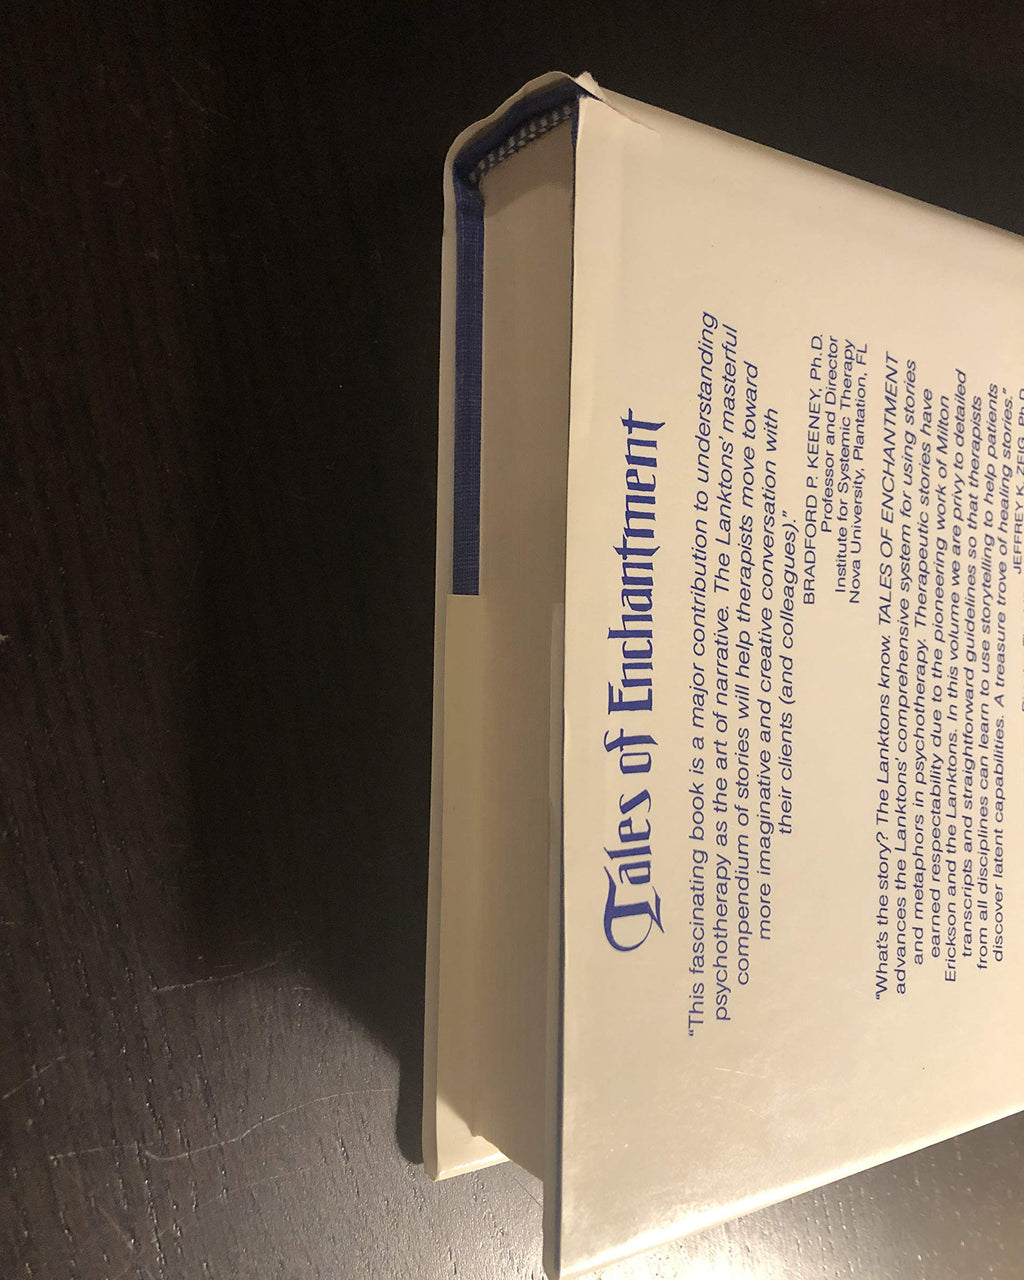 Tales of Enchantment
“This fascinating book is a major contribution to understanding
psychotherapy as the art of narrative. The Lanktons’ masterful
compendium of stories will help therapists move toward
more imaginative and creative conversation with
their clients (and colleagues).”
BRADFORD P. KEENEY, Ph.D.
Professor and Director
Institute for Systemic Therapy
Nova University, Plantation, FL
“What’s the story? The Lanktons know. TALES OF ENCHANTMENT
advances the Lanktons’ comprehensive system for using stories
and metaphors in psychotherapy. Therapeutic stories have
earned respectability due to the pioneering work of Milton
Erickson and the Lanktons. In this volume we are privy to detailed
transcripts and straightforward guidelines so that therapists
from all disciplines can learn to use storytelling to help patients
discover latent capabilities. A treasure trove of healing stories.”
JEFFREY K. ZEIG, Ph.D.